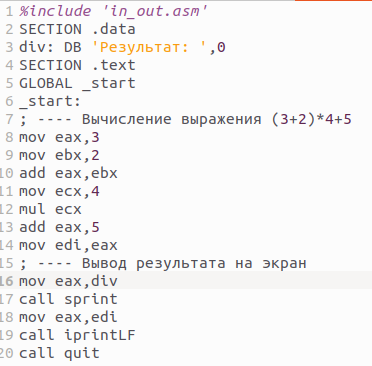 1 %include 'in_out.asm'
2 SECTION .data
3 div: DB 'Результат: ',0
4 SECTION .text
5 GLOBAL _start
6 _start:
7 ; ---- Вычисление выражения (3+2)*4+5
8 mov eax,3
9 mov ebx,2
10 add eax,ebx
11 mov ecx,4
12 mul ecx
13 add eax,5
14 mov edi,eax
15 ; ---- Вывод результата на экран
16 mov eax,div
17 call sprint
18 mov eax,edi
19 call iprintLF
20 call quit